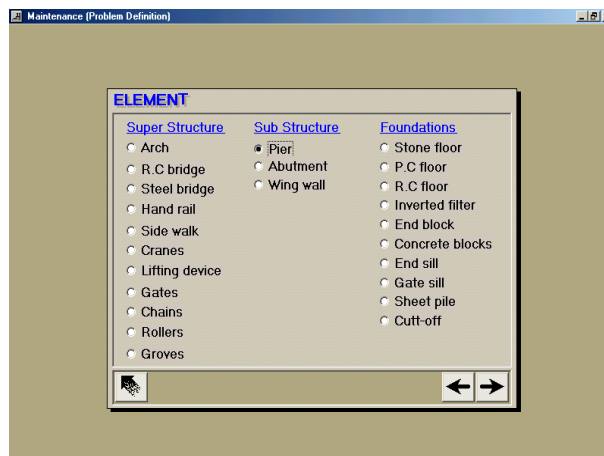 Maintenance (Problem Definition)
ELEMENT
Super Structure
Arch
R.C bridge
Steel bridge
Hand rail
Side walk
Cranes
Lifting device
Gates
Chains
Rollers
Groves
Sub Structure
Pier
Abutment
Wing wall
Foundations
Stone floor
P.C floor
R.C floor
Inverted filter
End block
Concrete blocks
End sill
Gate sill
Sheet pile
Cutt-off